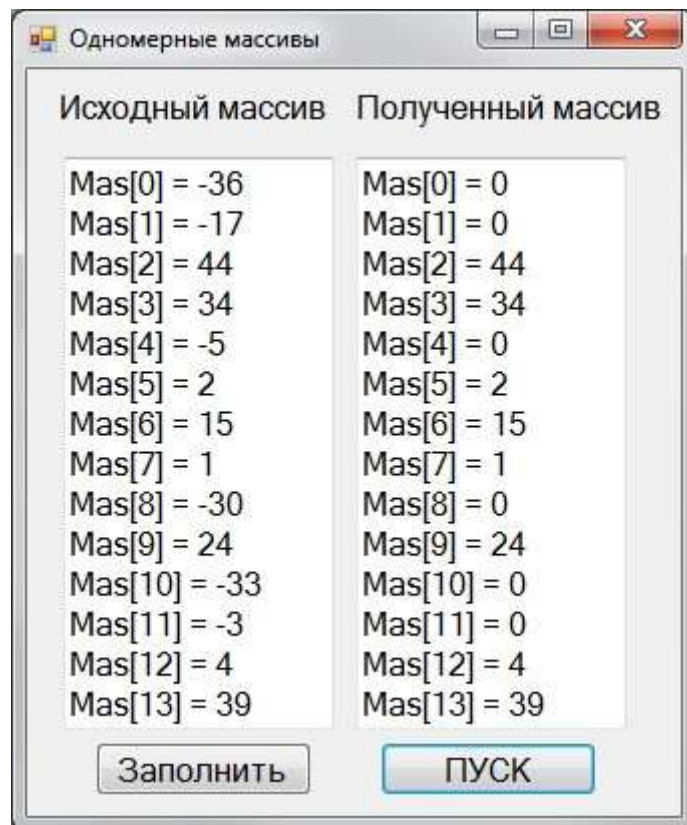 Одномерные массивы
Исходный массив Полученный массив
Mas[0] = -36 Mas[0] = 0
Mas[1] = -17 Mas[1] = 0
Mas[2] = 44 Mas[2] = 44
Mas[3] = 34 Mas[3] = 34
Mas[4] = -5 Mas[4] = 0
Mas[5] = 2 Mas[5] = 2
Mas[6] = 15 Mas[6] = 15
Mas[7] = 1 Mas[7] = 1
Mas[8] = -30 Mas[8] = 0
Mas[9] = 24 Mas[9] = 24
Mas[10] = -33 Mas[10] = 0
Mas[11] = -3 Mas[11] = 0
Mas[12] = 4 Mas[12] = 4
Mas[13] = 39 Mas[13] = 39
Заполнить ПУСК